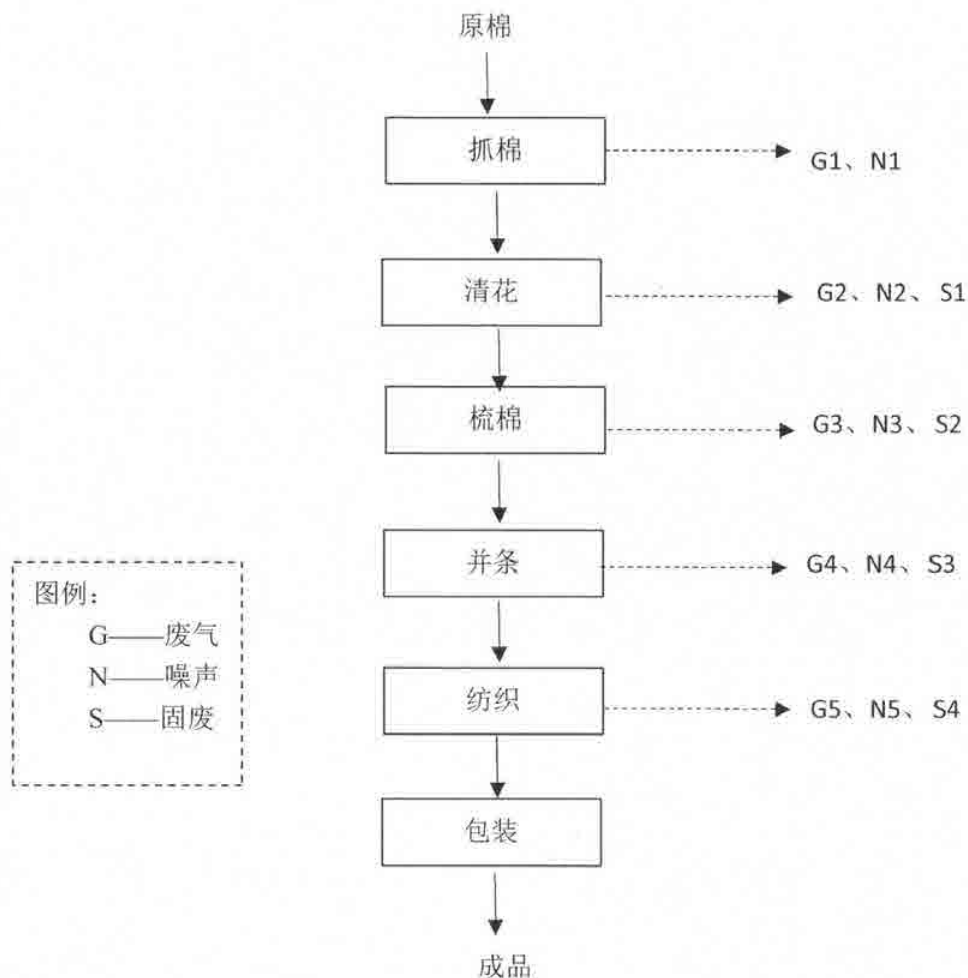 原棉
抓棉
G1、N1
清花
G2、N2、S1
梳棉
G3、N3、S2
并条
G4、N4、S3
图例：
G——废气
N——噪声
S——固废
纺织
G5、N5、S4
包装
成品